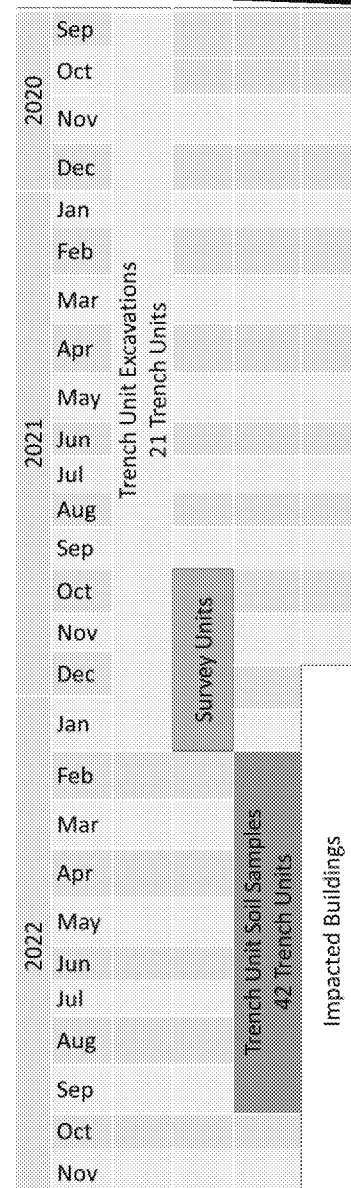 2020
Sep
Oct
Nov
Dec
2021
Jan
Feb
Mar
Apr
May
Jun
Jul
Aug
Sep
Oct
Nov
Dec
2022
Jan
Feb
Mar
Apr
May
Jun
Jul
Aug
Sep
Oct
Nov
Trench Unit Excavations
21 Trench Units
Survey Units
Trench Unit Soil Samples
42 Trench Units
Impacted Buildings